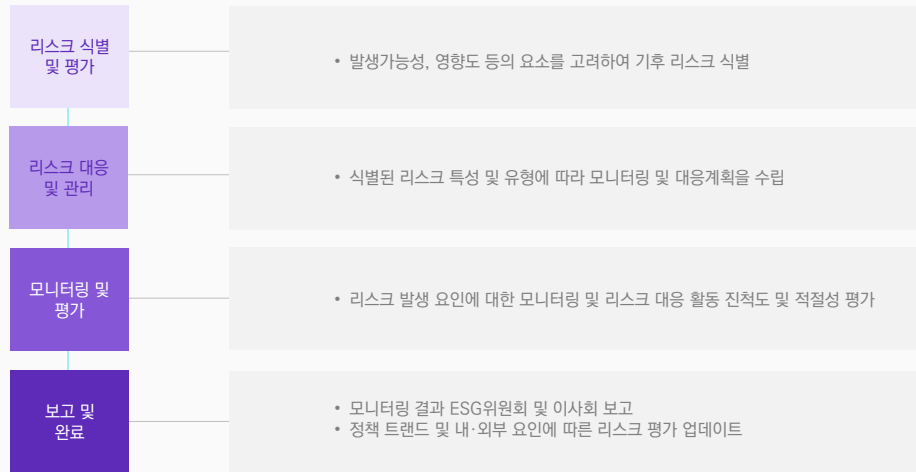 리스크 식별
및 평가
• 발생가능성, 영향도 등의 요소를 고려하여 기후 리스크 식별
리스크 대응
및 관리
• 식별된 리스크 특성 및 유형에 따라 모니터링 및 대응계획을 수립
모니터링 및
평가
• 리스크 발생 요인에 대한 모니터링 및 리스크 대응 활동 진척도 및 적절성 평가
보고 및
완료
• 모니터링 결과 ESG위원회 및 이사회 보고
• 정책 트랜드 및 내·외부 요인에 따른 리스크 평가 업데이트